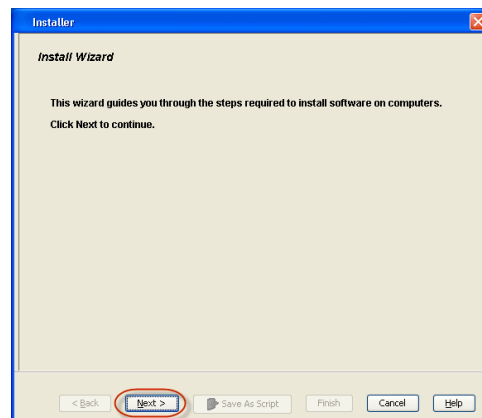 Installer
Install Wizard
This wizard guides you through the steps required to install software on computers.
Click Next to continue.
< Back Next > Save As Script Finish Cancel Help